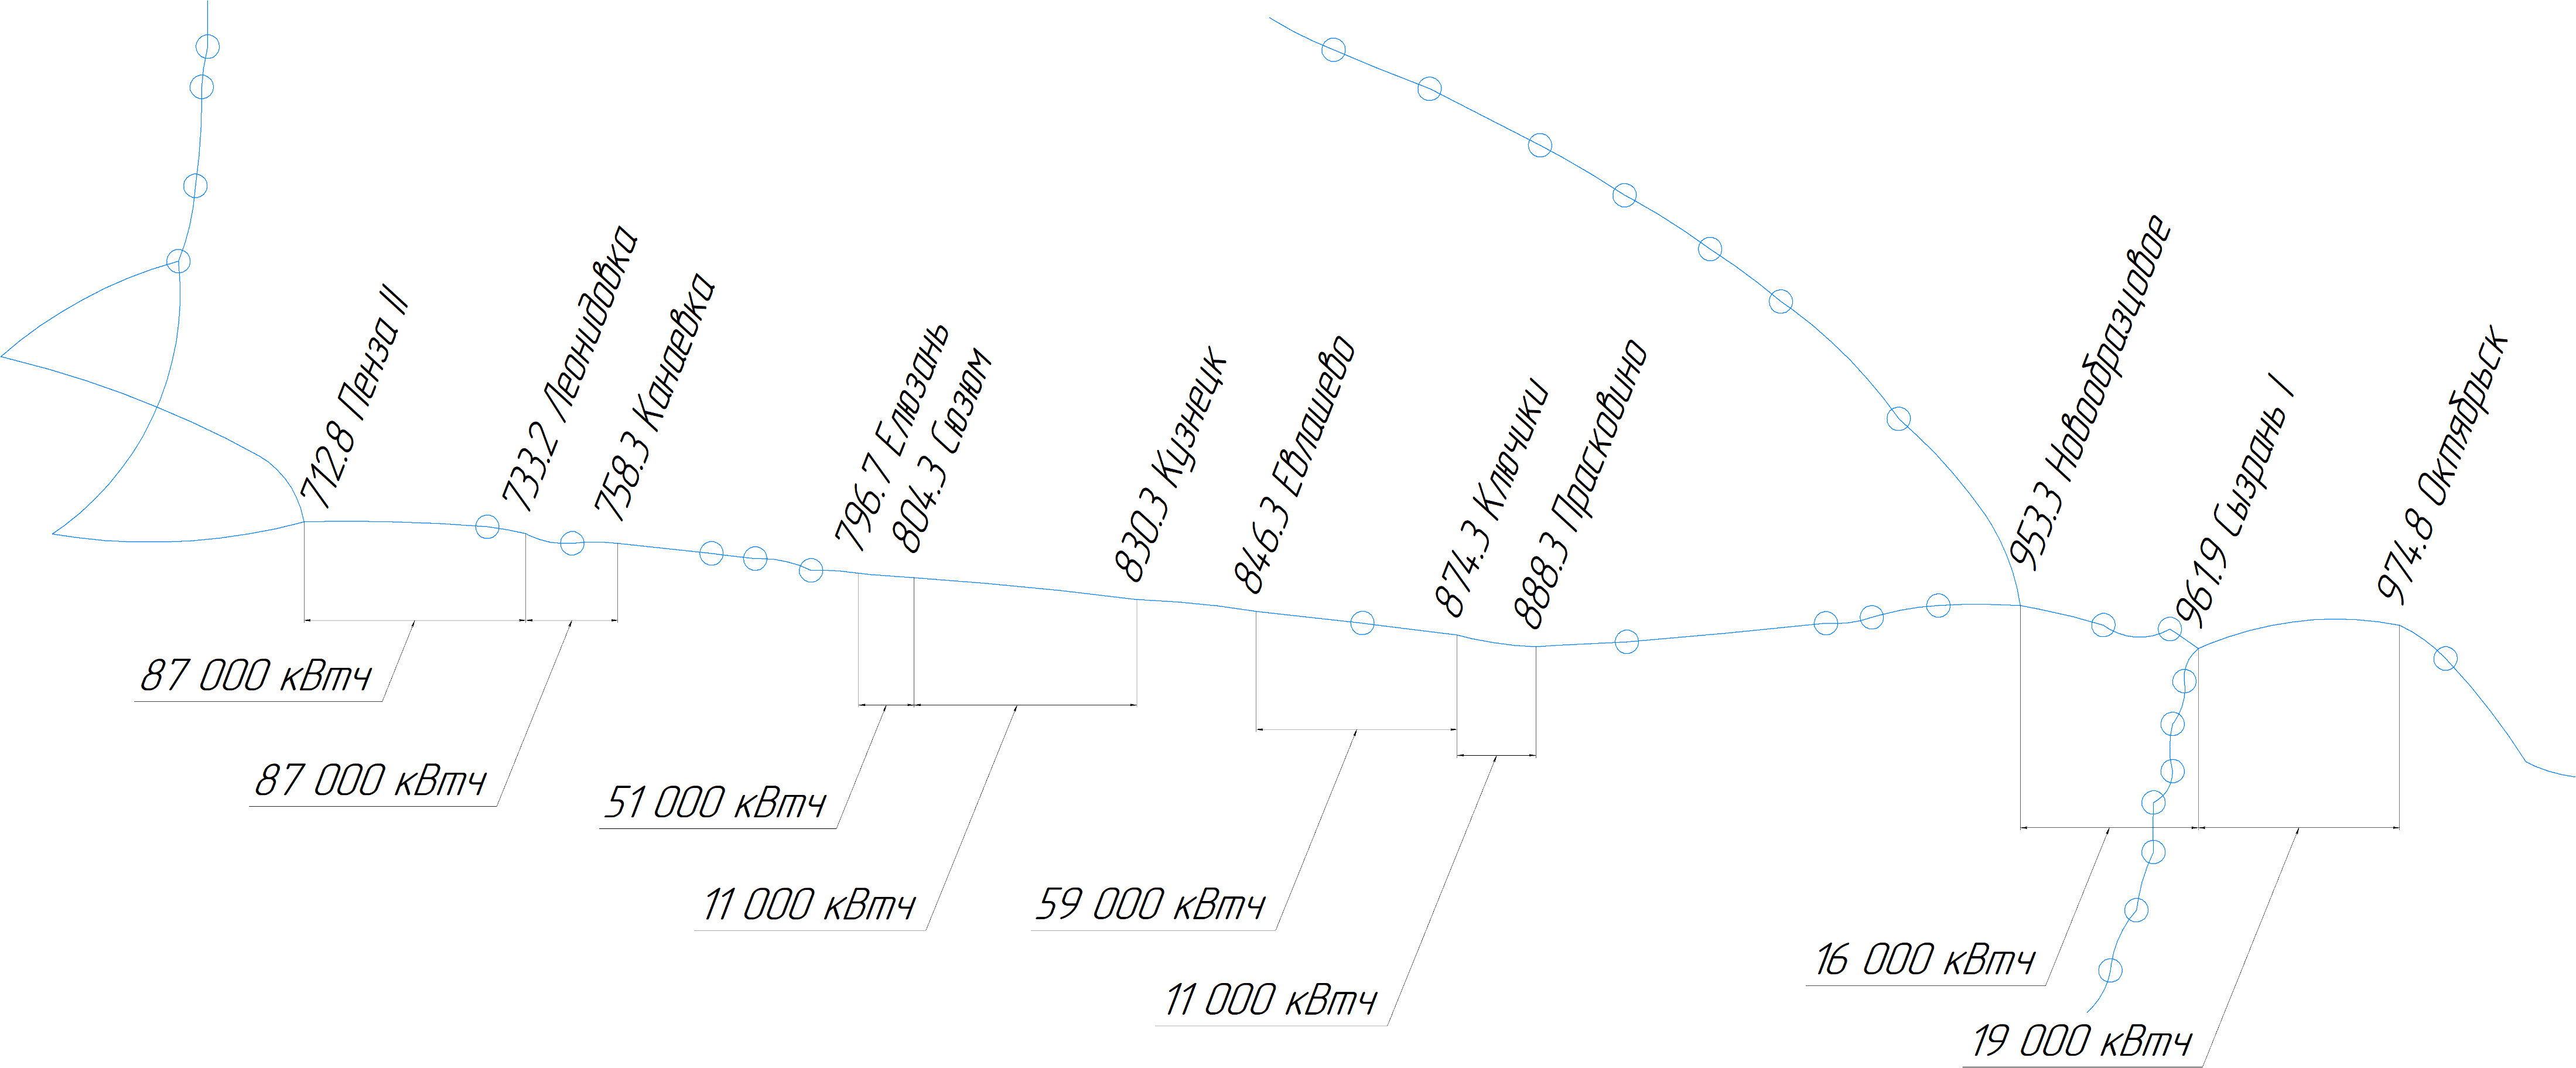 712.8 Пенза II
733.2 Леонидовка
758.3 Канаевка
796.7 Елюзань
804.3 Сюзюм
830.3 Кузнецк
846.3 Евлашево
874.3 Ключики
888.3 Прасковино
953.3 Новообразцовое
961.9 Сызрань I
974.8 Октябрьск
87 000 кВтч
87 000 кВтч
51 000 кВтч
11 000 кВтч
59 000 кВтч
11 000 кВтч
16 000 кВтч
19 000 кВтч